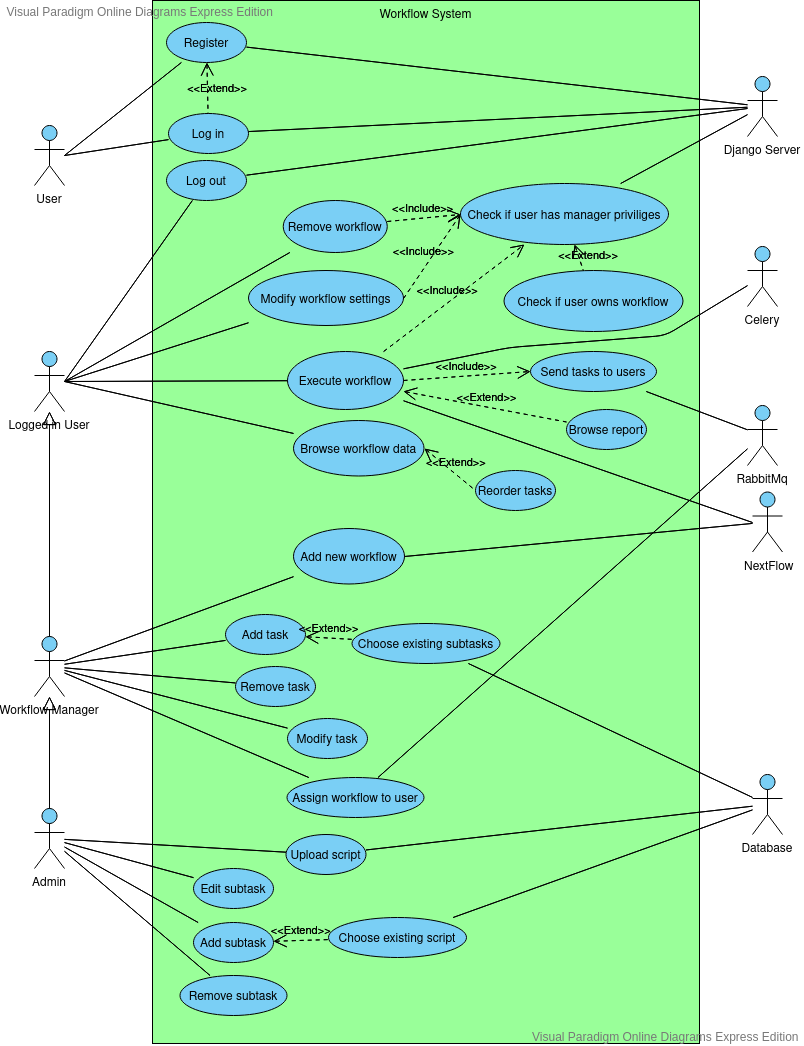 Visual Paradigm Online Diagrams Express Edition
Workflow System
Register
<<Extend>>
Log in
User
Django Server
Log out
Remove workflow
<<Include>>
Check if user has manager priviliges
<<Include>>
<<Extend>>
Modify workflow settings
<<Include>>
Check if user owns workflow
Celery
Execute workflow
<<Include>>
Send tasks to users
<<Extend>>
Browse report
Logged in User
Browse workflow data
<<Extend>>
Reorder tasks
RabbitMq
NextFlow
Add new workflow
Add task
<<Extend>>
Choose existing subtasks
Remove task
Workflow Manager
Modify task
Assign workflow to user
Database
Upload script
Admin
Edit subtask
Add subtask
<<Extend>>
Choose existing script
Remove subtask
Visual Paradigm Online Diagrams Express Edition